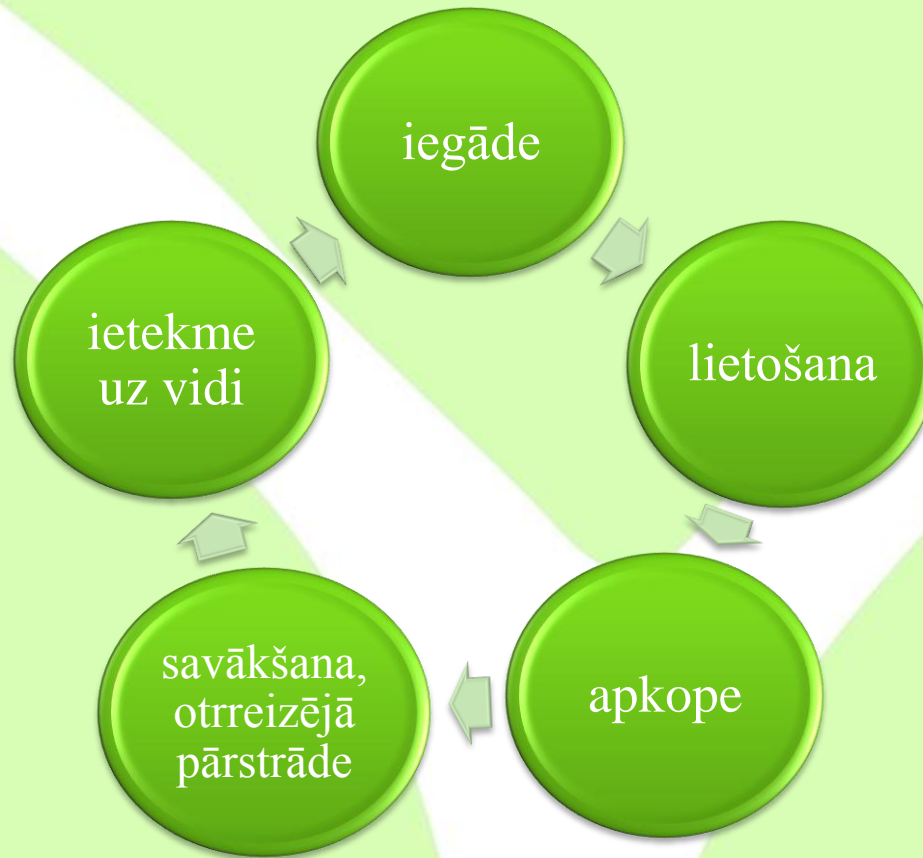 iegāde
lietošana
apkope
savākšana,
otrreizējā
pārstrāde
ietekme
uz vidi